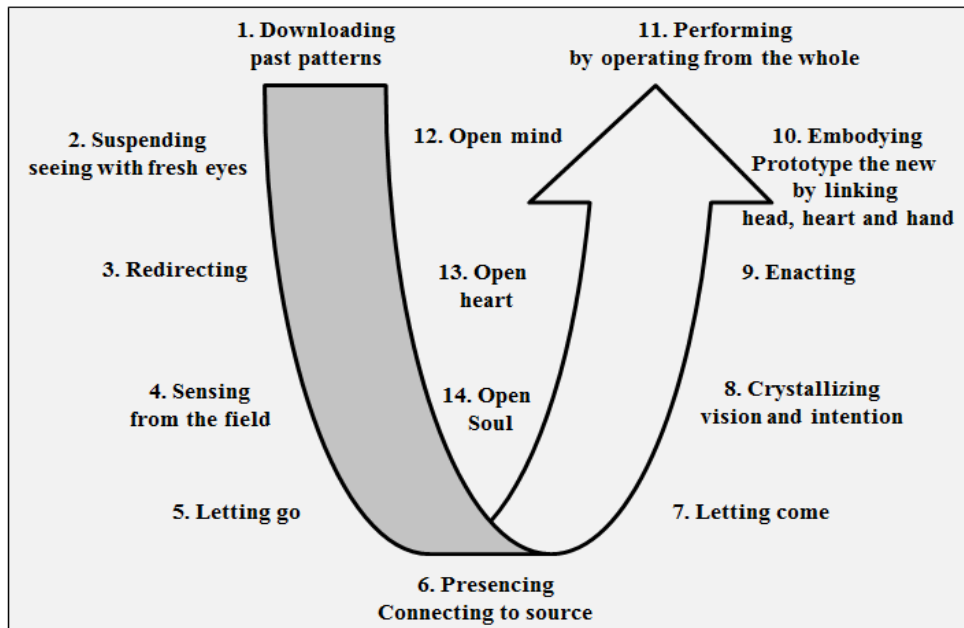 1. Downloading
past patterns
11. Performing
by operating from the whole
2. Suspending
seeing with fresh eyes
12. Open mind
10. Embodying
Prototype the new
by linking
head, heart and hand
3. Redirecting
13. Open
heart
9. Enacting
4. Sensing
from the field
14. Open
Soul
8. Crystallizing
vision and intention
5. Letting go
7. Letting come
6. Presencing
Connecting to source